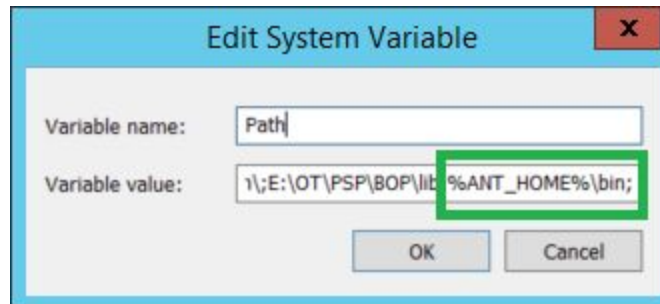 Edit System Variable
x
Variable name: Path
Variable value: \;E:\OT\PSP\BOP\lib %ANT_HOME%\bin;
OK Cancel